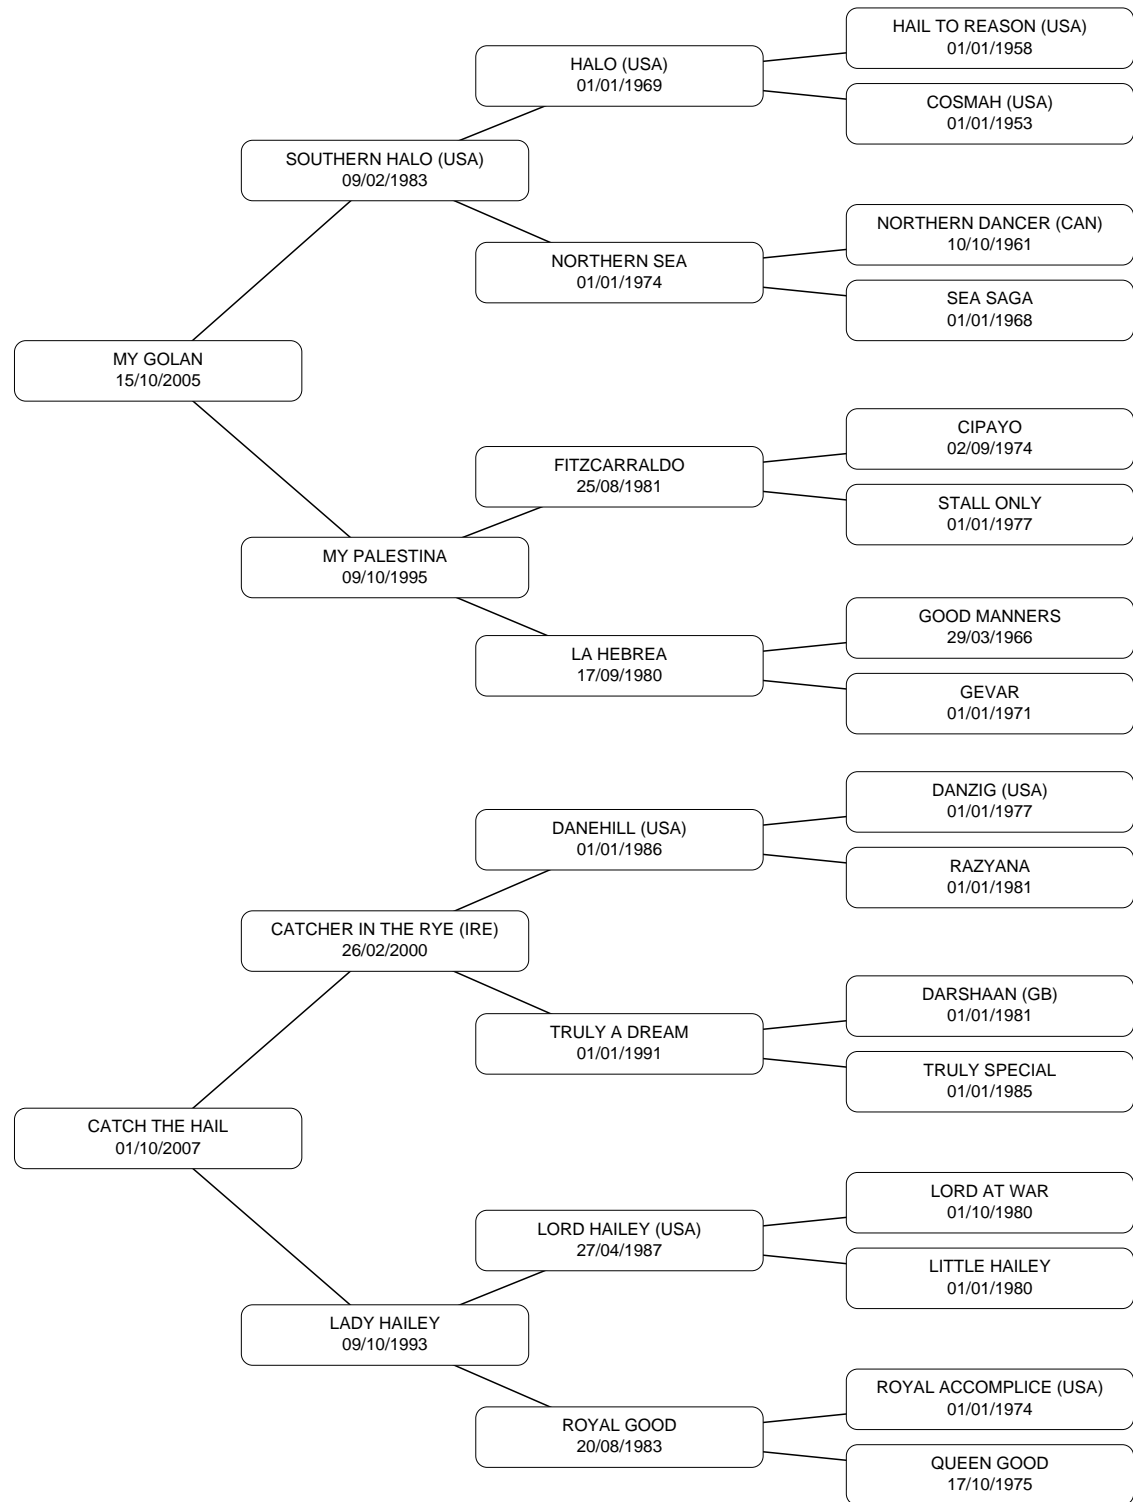 HAIL TO REASON (USA)
01/01/1958
HALO (USA)
01/01/1969
COSMAH (USA)
01/01/1953
SOUTHERN HALO (USA)
09/02/1983
NORTHERN DANCER (CAN)
10/10/1961
NORTHERN SEA
01/01/1974
SEA SAGA
01/01/1968
MY GOLAN
15/10/2005
CIPAYO
02/09/1974
FITZCARRALDO
25/08/1981
STALL ONLY
01/01/1977
MY PALESTINA
09/10/1995
GOOD MANNERS
29/03/1966
LA HEBREA
17/09/1980
GEVAR
01/01/1971
DANZIG (USA)
01/01/1977
DANEHILL (USA)
01/01/1986
RAZYANA
01/01/1981
CATCHER IN THE RYE (IRE)
26/02/2000
DARSHAAN (GB)
01/01/1981
TRULY A DREAM
01/01/1991
TRULY SPECIAL
01/01/1985
CATCH THE HAIL
01/10/2007
LORD AT WAR
01/10/1980
LORD HAILEY (USA)
27/04/1987
LITTLE HAILEY
01/01/1980
LADY HAILEY
09/10/1993
ROYAL ACCOMPLICE (USA)
01/01/1974
ROYAL GOOD
20/08/1983
QUEEN GOOD
17/10/1975